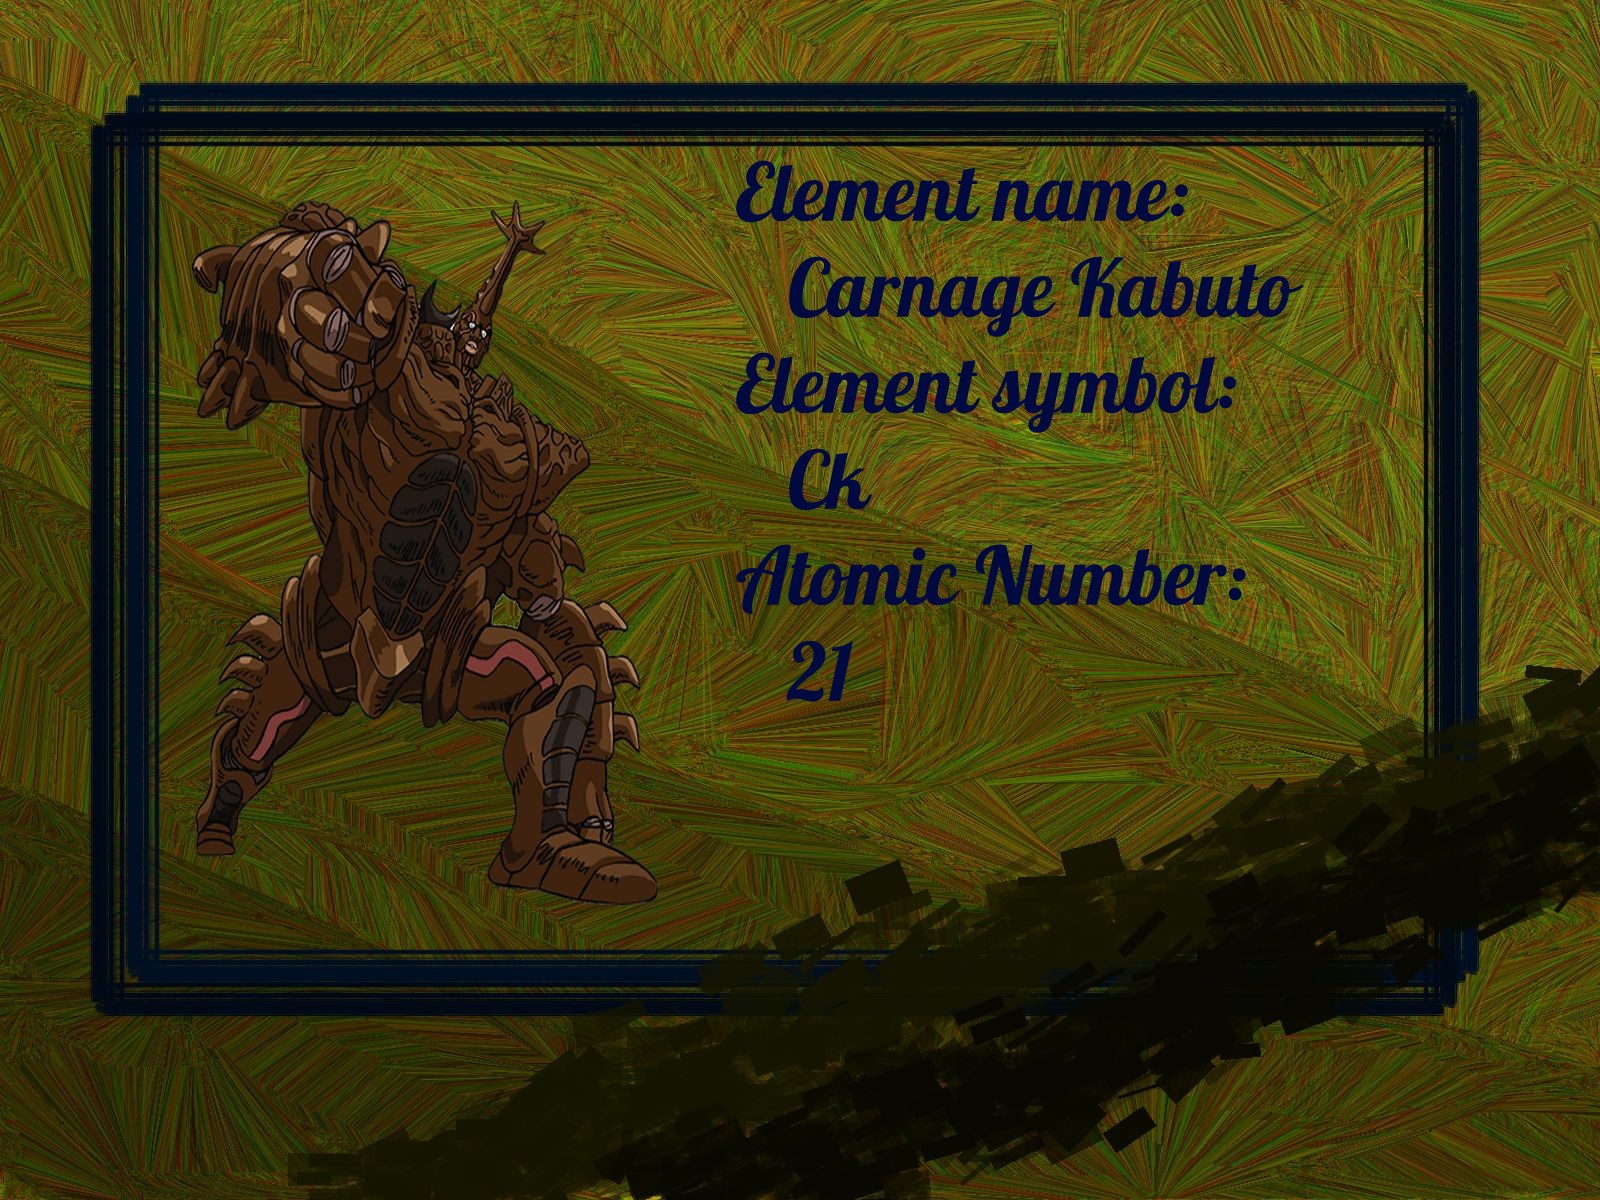 Element name:
Carnage Kabuto
Element symbol:
Ck
Atomic Number:
21